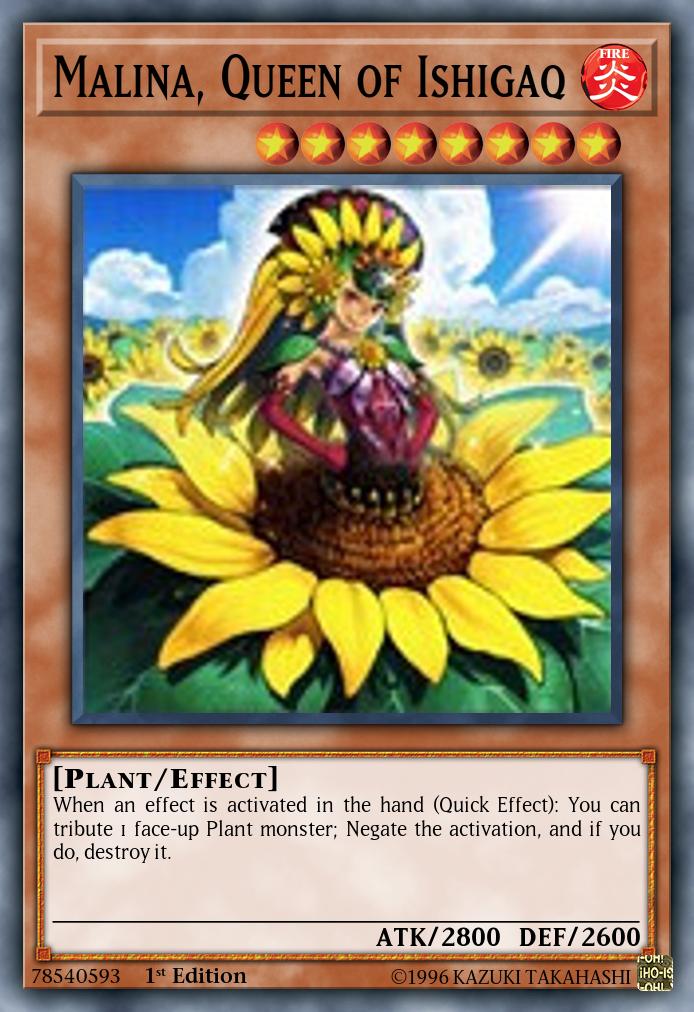 Malina, Queen of Ishigaq
FIRE
炎
[Plant/Effect]
When an effect is activated in the hand (Quick Effect): You can
tribute 1 face-up Plant monster; Negate the activation, and if you
do, destroy it.
ATK/2800 DEF/2600
78540593 1st Edition ©1996 KAZUKI TAKAHASHI